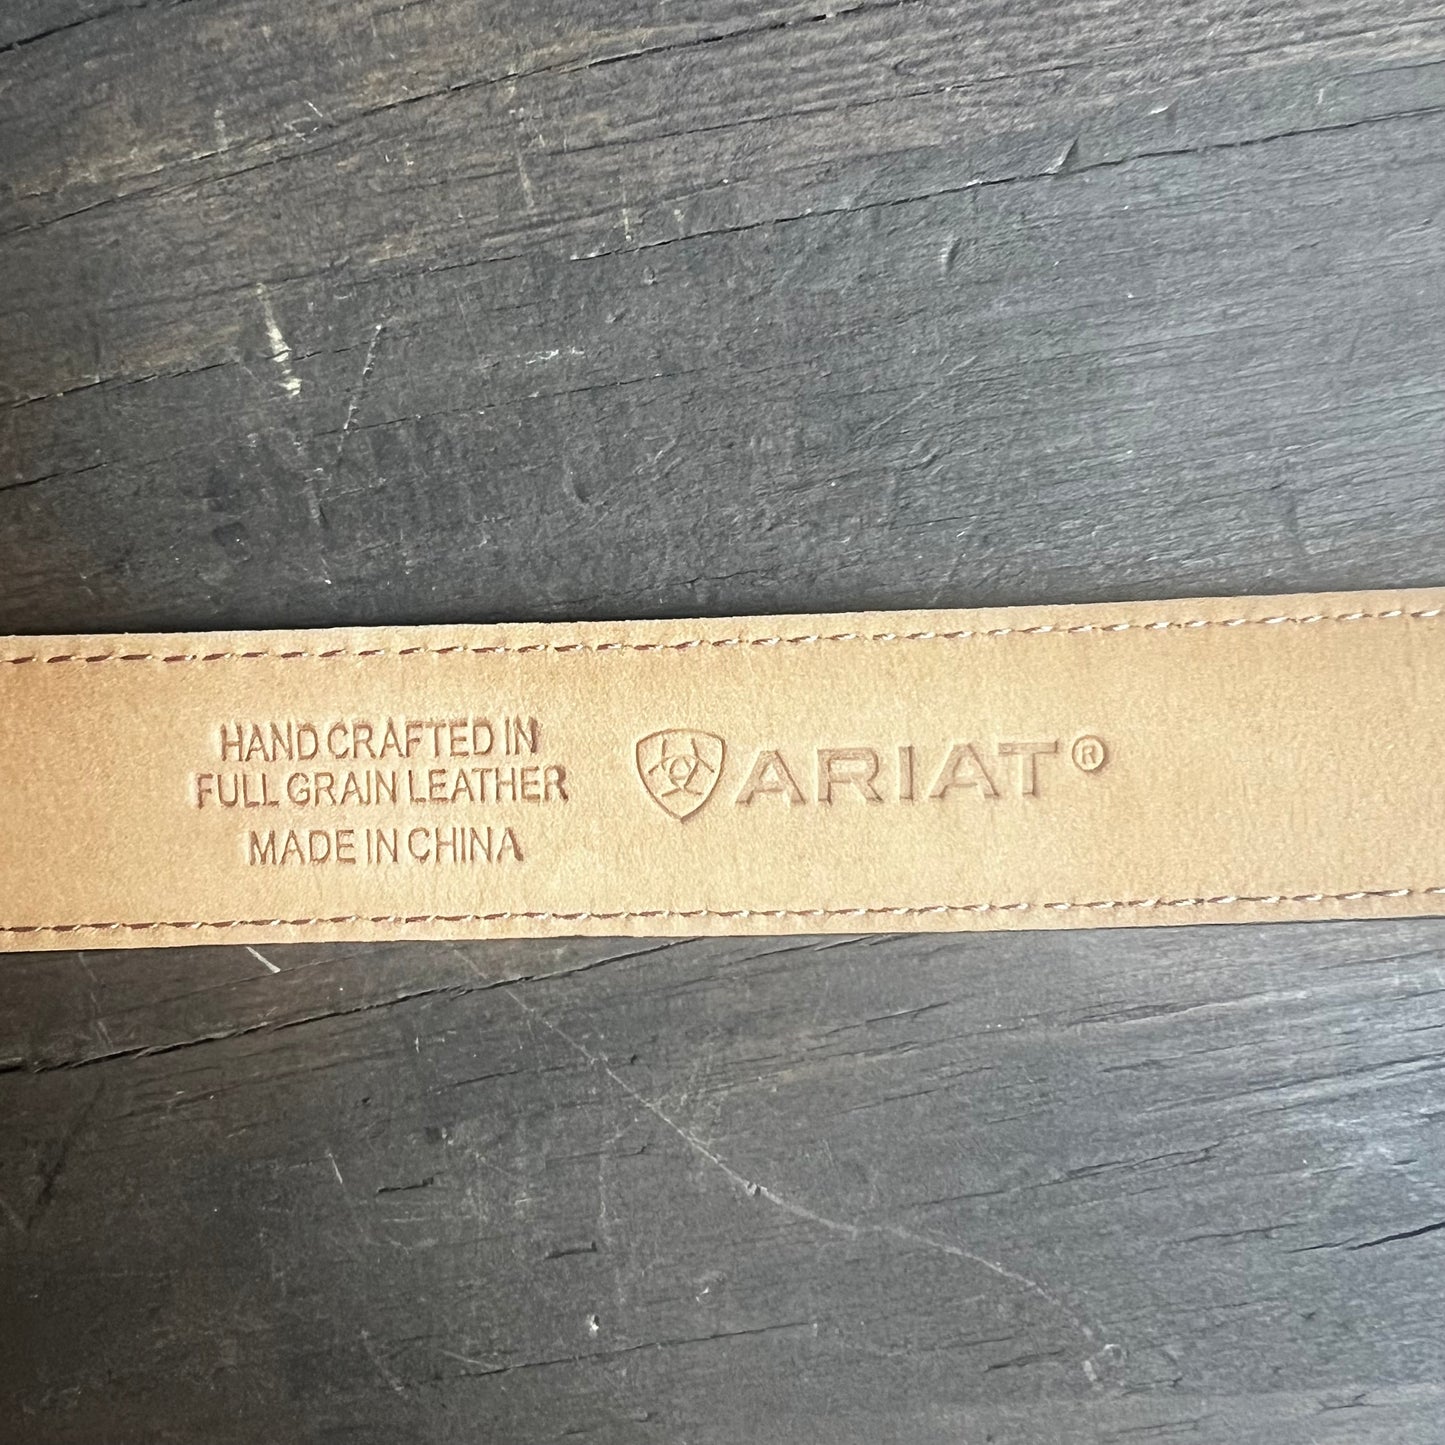 HAND CRAFTED IN
FULL GRAIN LEATHER
MADE IN CHINA
ARIAT®